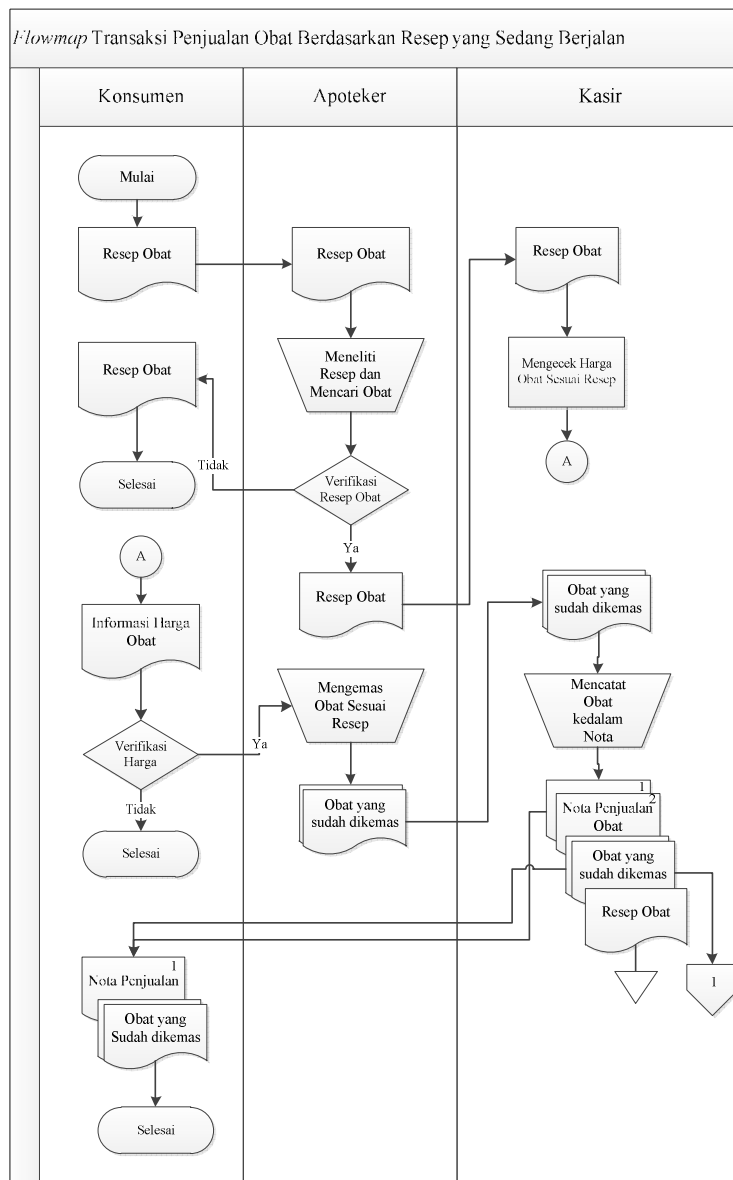 Flowmap Transaksi Penjualan Obat Berdasarkan Resep yang Sedang Berjalan
Konsumen
Apoteker
Kasir
Mulai
Resep Obat
Resep Obat
Resep Obat
Resep Obat
Meneliti
Resep dan
Mencari Obat
Mengecek Harga
Obat Sesuai Resep
A
Tidak
Selesai
Verifikasi
Resep Obat
Ya
A
Resep Obat
Informasi Harga
Obat
Obat yang
sudah dikemas
Mengemas
Obat Sesuai
Resep
Mencatat
Obat
kedalam
Nota
Verifikasi
Harga
Ya
Tidak
Selesai
Obat yang
sudah dikemas
1
2
Nota Penjualan
Obat
Obat yang
sudah dikemas
Resep Obat
1
1
Nota Penjualan
Obat yang
Sudah dikemas
Selesai